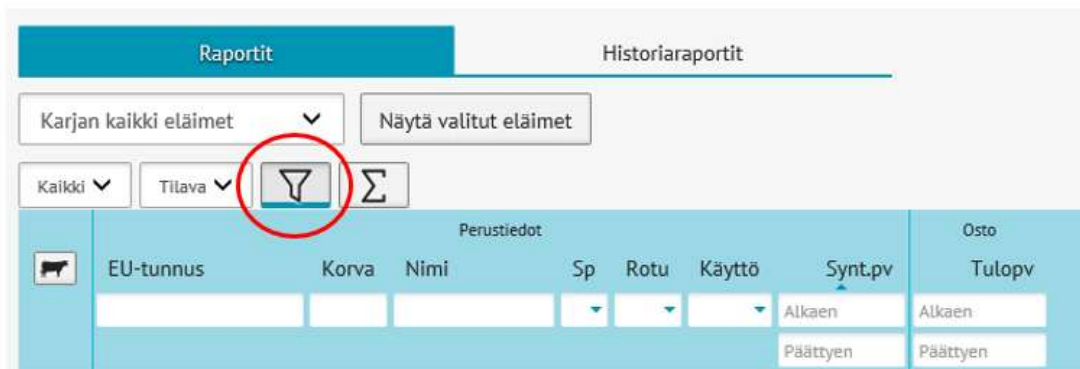 Raportit Historiaraportit
Karjan kaikki eläimet Näytä valitut eläimet
Kaikki Tilava Σ
Perustiedot Osto
EU-tunnus Korva Nimi Sp Rotu Käyttö Synt.pv Tulopv
Alkaen Alkaen
Päättyen Päättyen